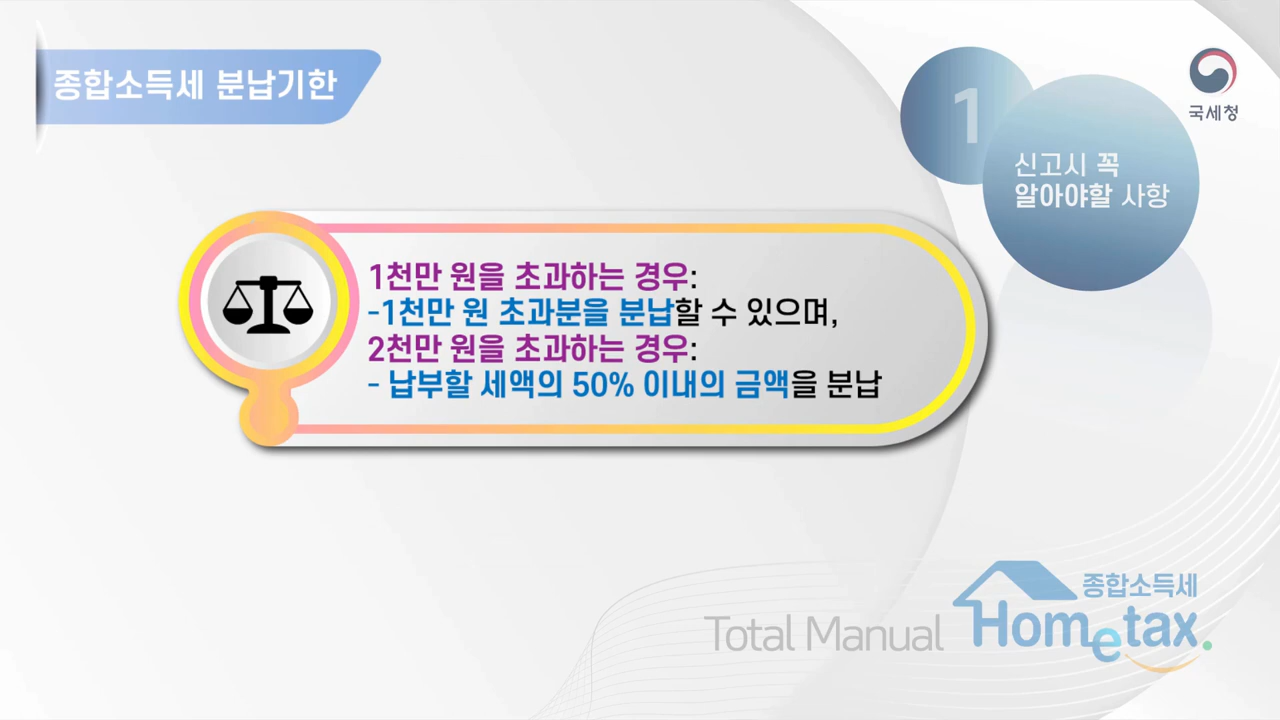 종합소득세 분납기한
1
신고시 꼭
알아야할 사항
국세청
1천만 원을 초과하는 경우:
-1천만 원 초과분을 분납할 수 있으며,
2천만 원을 초과하는 경우:
- 납부할 세액의 50% 이내의 금액을 분납
종합소득세
Total Manual Hometax.